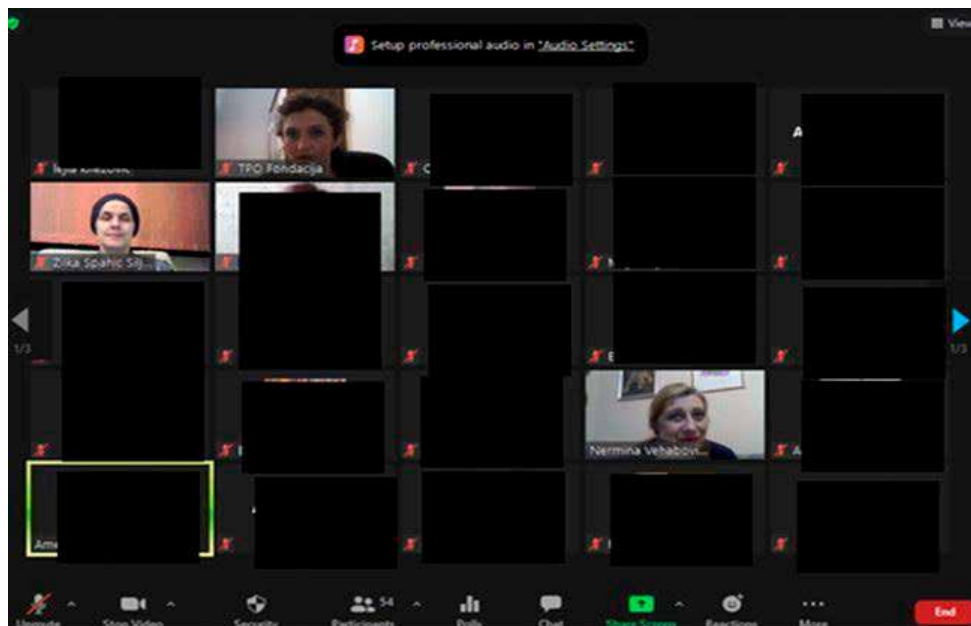 Setup professional audio in "Audio Settings"
View
TPO Fondacija
A
C
Zilka Spahic Silj...
1/3
1/3
Nermina Vehabovi...
A
Ame
54
Unmute
Stop Video
Security
Participants
Polls
Chat
Share Screen
Reactions
More
End